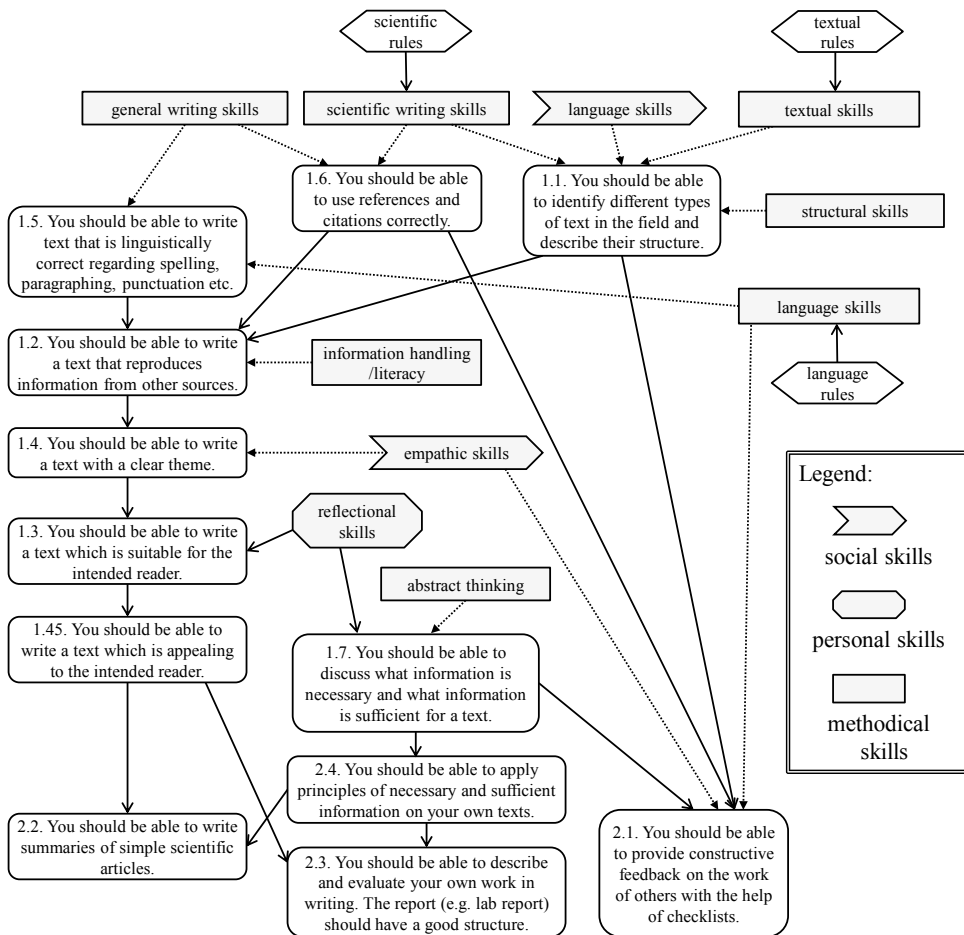 scientific
rules
textual
rules
general writing skills
scientific writing skills
language skills
textual skills
1.6. You should be able
to use references and
citations correctly.
1.1. You should be able
to identify different
types of text in the
field and describe
their structure.
structural skills
1.5. You should be able to write
text that is linguistically
correct regarding spelling,
paragraphing, punctuation etc.
language skills
1.2. You should be able to write
a text that reproduces
information from other sources.
information handling
/literacy
language
rules
1.4. You should be able to write
a text with a clear theme.
empathic skills
Legend:
social skills
personal skills
methodical
skills
reflectional
skills
1.3. You should be able to write
a text which is suitable for the
intended reader.
abstract thinking
1.45. You should be able to
write a text which is appealing
to the intended reader.
1.7. You should be able to
discuss what information is
necessary and what information
is sufficient for a text.
2.4. You should be able to apply
principles of necessary and sufficient
information on your own texts.
2.2. You should be able to write
summaries of simple scientific
articles.
2.1. You should be able
to provide constructive
feedback on the work
of others with the help
of checklists.
2.3. You should be able to describe
and evaluate your own work in
writing. The report (e.g. lab report)
should have a good structure.